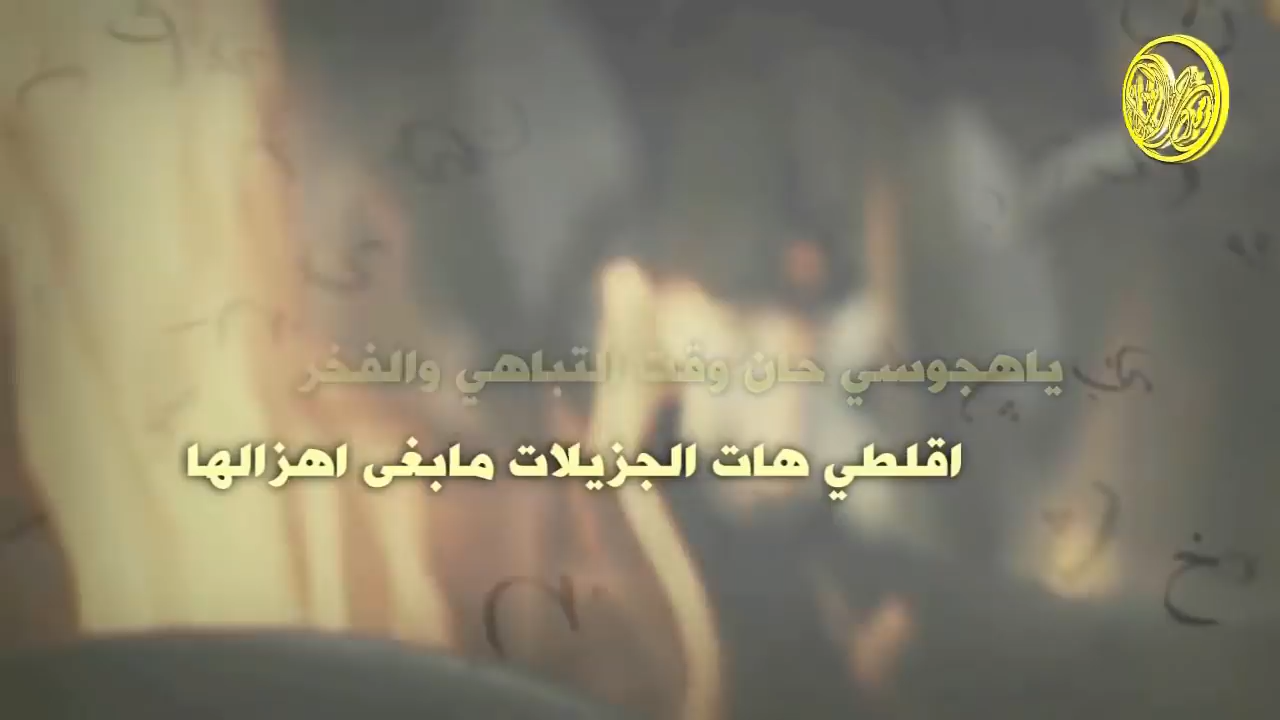 ياهجوسي حان وقت التباهي والفخر
اقلطي هات الجزيلات مابغى اهزالها